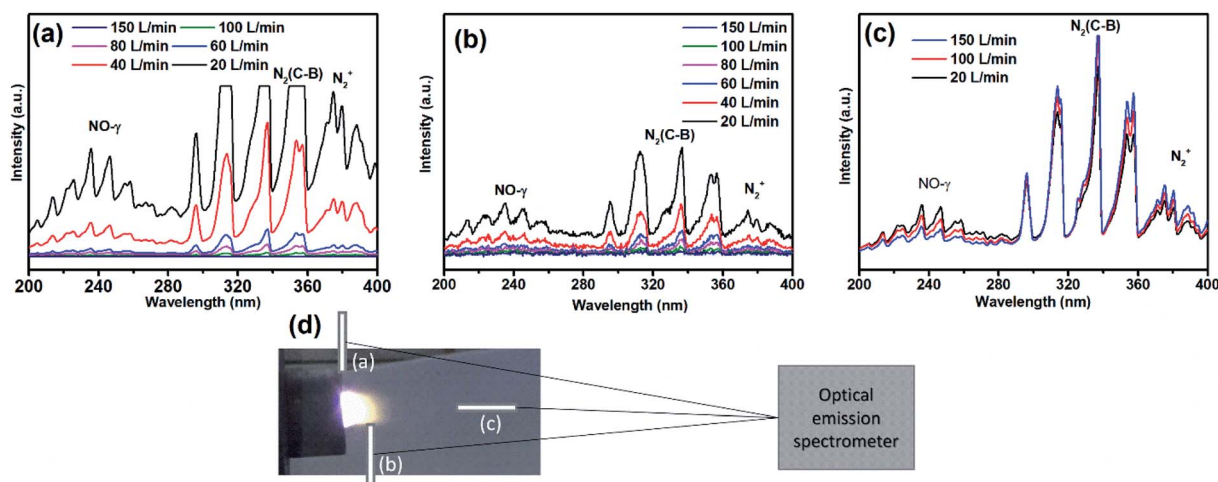 (a)
150 L/min 100 L/min
80 L/min 60 L/min
40 L/min 20 L/min
N₂(C-B)
N₂⁺
NO-γ
Intensity (a.u.)
200 240 280 320 360 400
Wavelength (nm)
(b)
150 L/min
100 L/min
80 L/min
60 L/min
40 L/min
20 L/min
N₂(C-B)
NO-γ
N₂⁺
Intensity (a.u.)
200 240 280 320 360 400
Wavelength (nm)
(c)
N₂(C-B)
150 L/min
100 L/min
20 L/min
N₂⁺
NO-γ
Intensity (a.u.)
200 240 280 320 360 400
Wavelength (nm)
(d)
(a)
(c)
(b)
Optical
emission
spectrometer